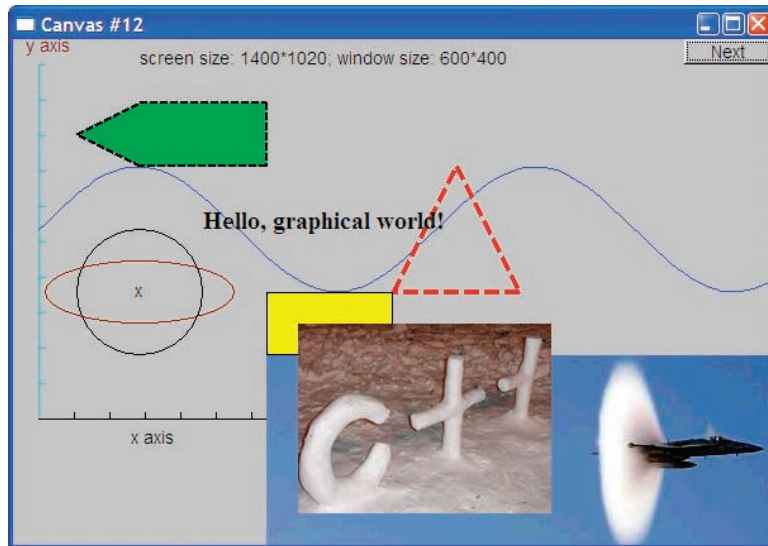 Canvas #12
y axis
screen size: 1400*1020; window size: 600*400
Next
Hello, graphical world!
x
C++
x axis